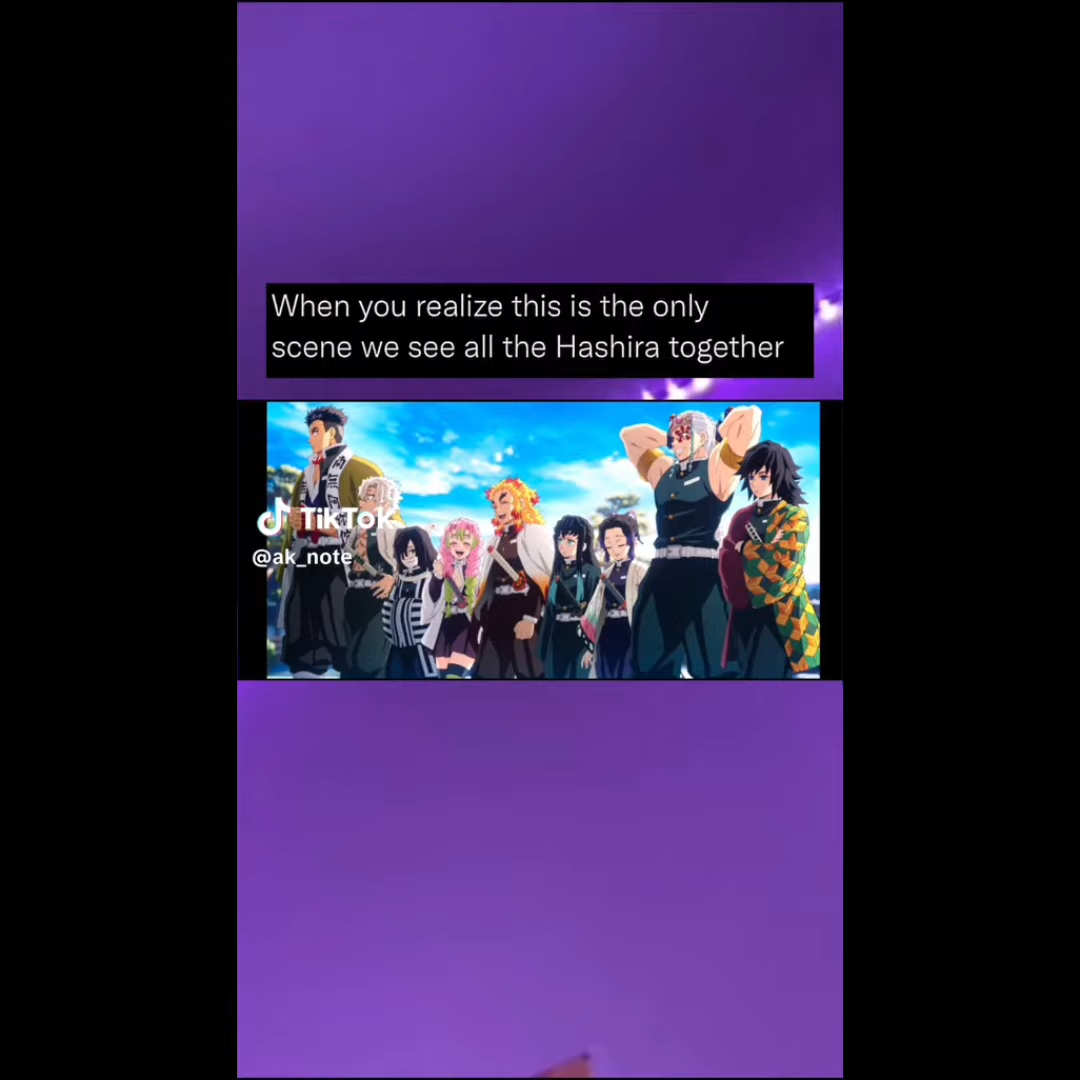 When you realize this is the only
scene we see all the Hashira together
TikTok
@ak_note